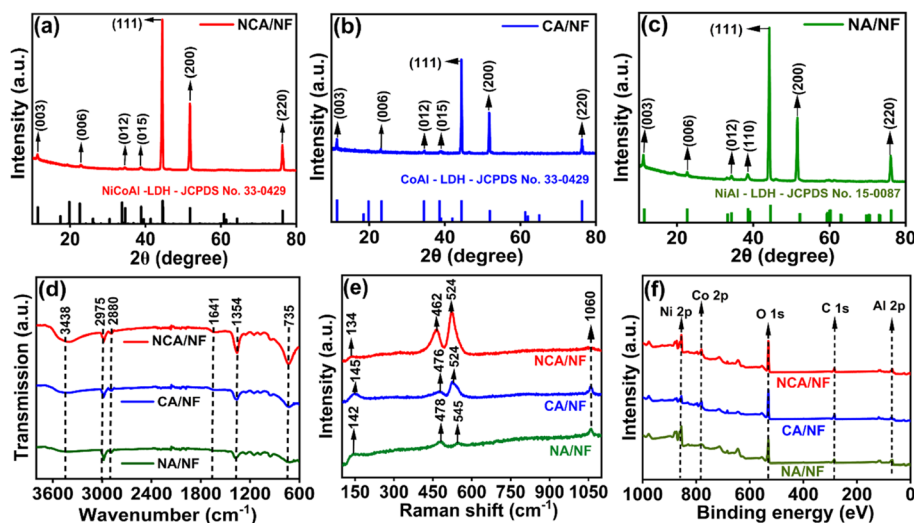 (a)
NCA/NF
(111)
(200)
(003)
(006)
(012)
(015)
(220)
NiCoAl -LDH - JCPDS No. 33-0429
Intensity (a.u.)
20 40 60 80
2θ (degree)
(b)
CA/NF
(111)
(200)
(003)
(006)
(012)
(015)
(220)
CoAl - LDH - JCPDS No. 33-0429
Intensity (a.u.)
20 40 60 80
2θ (degree)
(c)
NA/NF
(111)
(200)
(003)
(006)
(012)
(110)
(220)
NiAl - LDH - JCPDS No. 15-0087
Intensity (a.u.)
20 40 60 80
2θ (degree)
(d)
3438
2975
2880
1641
1354
~735
NCA/NF
CA/NF
NA/NF
Transmission (a.u.)
3600 3000 2400 1800 1200 600
Wavenumber (cm⁻¹)
(e)
134
462
524
1060
NCA/NF
145
476
524
CA/NF
142
478
545
NA/NF
Intensity (a.u.)
100 350 600 850 1100
Raman shift (cm⁻¹)
(f)
Ni 2p
Co 2p
O 1s
C 1s
Al 2p
NCA/NF
CA/NF
NA/NF
Intensity (a.u.)
1000 800 600 400 200 0
Binding energy (eV)